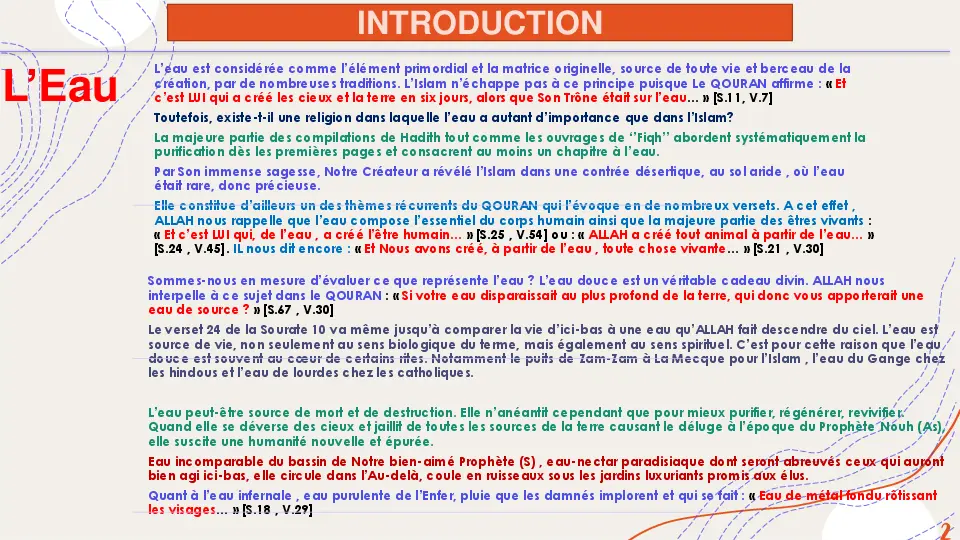 INTRODUCTION
L’Eau
L’eau est considérée comme l’élément primordial et la matrice originelle, source de toute vie et berceau de la
création, par de nombreuses traditions. L’Islam n’échappe pas à ce principe puisque Le QOURAN affirme : « Et
c’est LUI qui a créé les cieux et la terre en six jours, alors que Son Trône était sur l’eau… » [S.11, V.7]
Toutefois, existe-t-il une religion dans laquelle l’eau a autant d’importance que dans l’Islam?
La majeure partie des compilations de Hadith tout comme les ouvrages de ‘’Fiqh’’ abordent systématiquement la
purification dès les premières pages et consacrent au moins un chapitre à l’eau.
Par Son immense sagesse, Notre Créateur a révélé l’Islam dans une contrée désertique, au sol aride , où l’eau
était rare, donc précieuse.
Elle constitue d’ailleurs un des thèmes récurrents du QOURAN qui l’évoque en de nombreux versets. A cet effet ,
ALLAH nous rappelle que l’eau compose l’essentiel du corps humain ainsi que la majeure partie des êtres vivants :
« Et c’est LUI qui, de l’eau , a créé l’être humain… » [S.25 , V.54] ou : « ALLAH a créé tout animal à partir de l’eau… »
[S.24 , V.45]. IL nous dit encore : « Et Nous avons créé, à partir de l’eau , toute chose vivante… » [S.21 , V.30]
Sommes-nous en mesure d’évaluer ce que représente l’eau ? L’eau douce est un véritable cadeau divin. ALLAH nous
interpelle à ce sujet dans le QOURAN : « Si votre eau disparaissait au plus profond de la terre, qui donc vous apporterait une
eau de source ? » [S.67 , V.30]
Le verset 24 de la Sourate 10 va même jusqu’à comparer la vie d’ici-bas à une eau qu’ALLAH fait descendre du ciel. L’eau est
source de vie, non seulement au sens biologique du terme, mais également au sens spirituel. C’est pour cette raison que l’eau
douce est souvent au cœur de certains rites. Notamment le puits de Zam-Zam à La Mecque pour l’Islam , l’eau du Gange chez
les hindous et l’eau de lourdes chez les catholiques.
L’eau peut-être source de mort et de destruction. Elle n’anéantit cependant que pour mieux purifier, régénérer, revivifier.
Quand elle se déverse des cieux et jaillit de toutes les sources de la terre causant le déluge à l’époque du Prophète Nouh (As),
elle suscite une humanité nouvelle et épurée.
Eau incomparable du bassin de Notre bien-aimé Prophète (S) , eau-nectar paradisiaque dont seront abreuvés ceux qui auront
bien agi ici-bas, elle circule dans l’Au-delà, coule en ruisseaux sous les jardins luxuriants promis aux élus.
Quant à l’eau infernale , eau purulente de l’Enfer, pluie que les damnés implorent et qui se fait : « Eau de métal fondu rôtissant
les visages… » [S.18 , V.29]
2